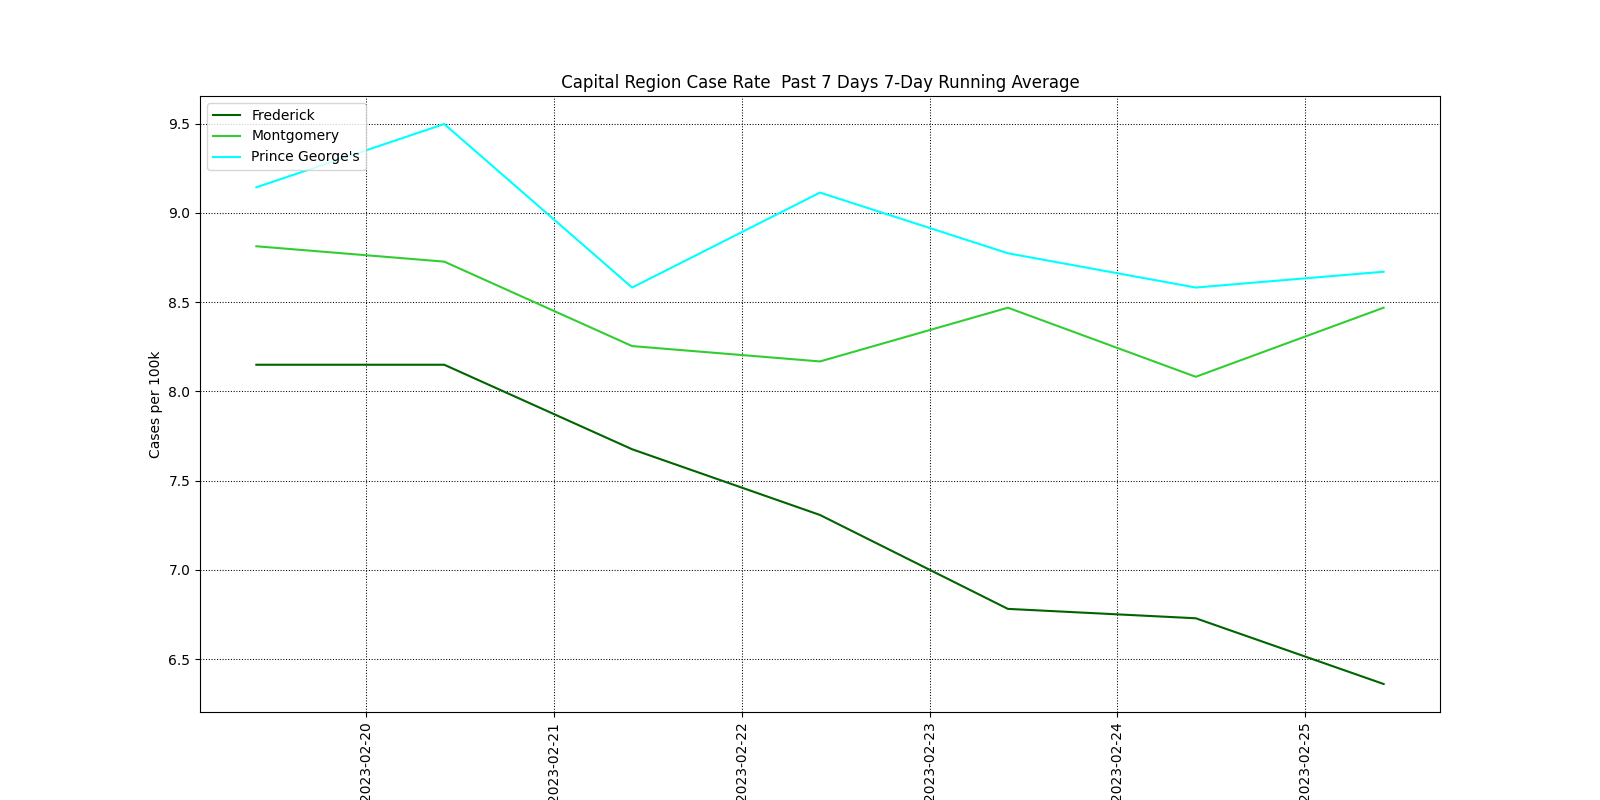 Capital Region Case Rate  Past 7 Days 7-Day Running Average
Frederick
Montgomery
Prince George's
Cases per 100k
9.5
9.0
8.5
8.0
7.5
7.0
6.5
2023-02-20
2023-02-21
2023-02-22
2023-02-23
2023-02-24
2023-02-25